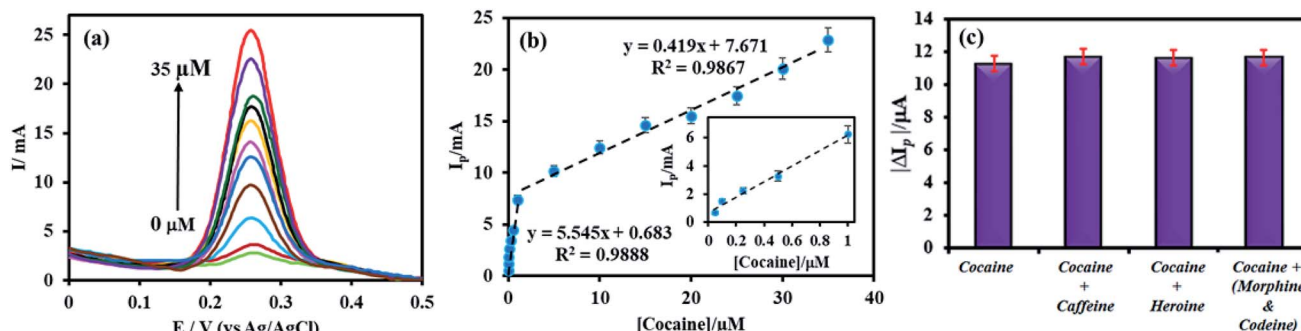 (a)
25
20
15
10
5
0
I/ mA
35 µM
0 µM
0
0.1
0.2
0.3
0.4
0.5
E / V (vs Ag/AgCl)
(b)
25
20
15
10
5
0
Ip/mA
y = 0.419x + 7.671
R² = 0.9867
y = 5.545x + 0.683
R² = 0.9888
6
4
2
0
Ip/mA
0
0.2
0.4
0.6
0.8
1
[Cocaine]/µM
0
10
20
30
40
[Cocaine]/µM
(c)
14
12
10
8
6
4
2
0
|ΔIp |/µA
Cocaine
Cocaine
+
Caffeine
Cocaine
+
Heroine
Cocaine +
(Morphine
&
Codeine)